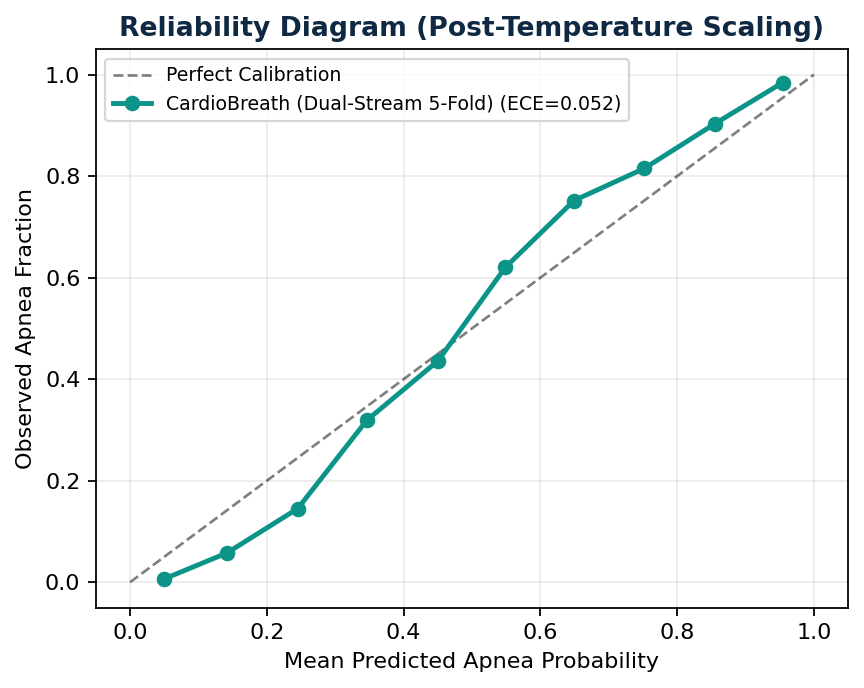 Reliability Diagram (Post-Temperature Scaling)
Perfect Calibration
CardioBreath (Dual-Stream 5-Fold) (ECE=0.052)
Observed Apnea Fraction
1.0
0.8
0.6
0.4
0.2
0.0
0.0 0.2 0.4 0.6 0.8 1.0
Mean Predicted Apnea Probability